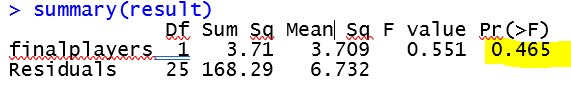 > summary(result)
Df Sum Sq Mean Sq F value Pr(>F)
finalplayers 1 3.71 3.709 0.551 0.465
Residuals 25 168.29 6.732